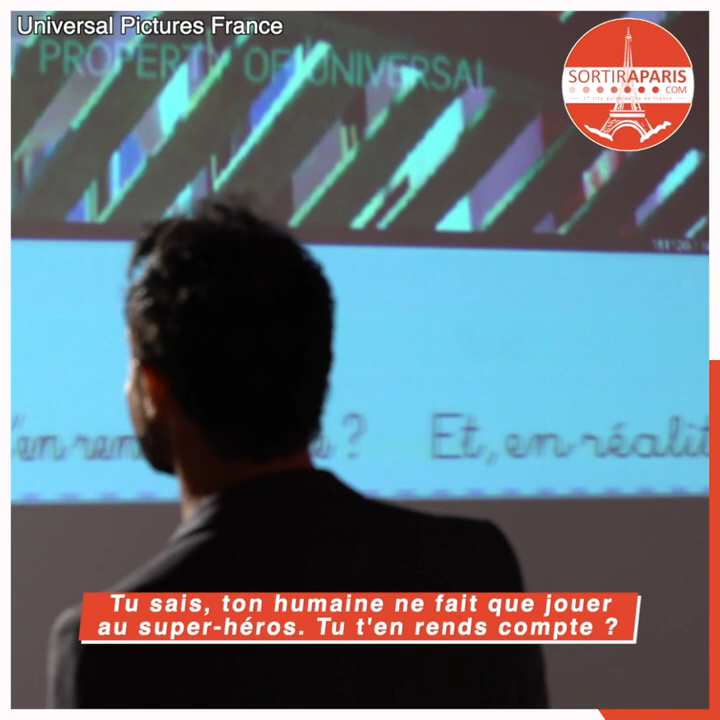 Universal Pictures France
PROPERTY OF UNIVERSAL
SORTIRAPARIS
.COM
Et, en réalit
Tu sais, ton humaine ne fait que jouer
au super-héros. Tu t'en rends compte ?